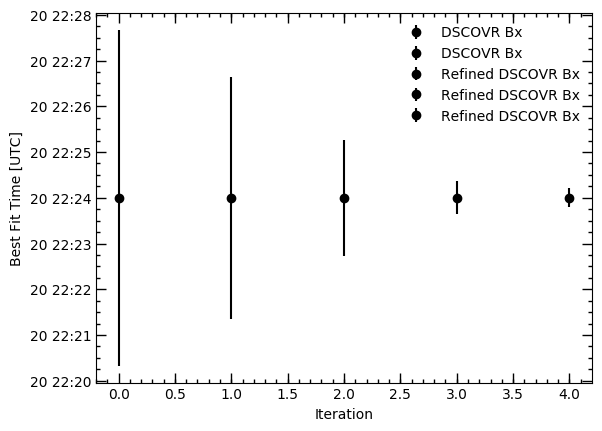 20 22:28
20 22:27
20 22:26
20 22:25
20 22:24
20 22:23
20 22:22
20 22:21
20 22:20
Best Fit Time [UTC]
DSCOVR Bx
DSCOVR Bx
Refined DSCOVR Bx
Refined DSCOVR Bx
Refined DSCOVR Bx
0.0 0.5 1.0 1.5 2.0 2.5 3.0 3.5 4.0
Iteration